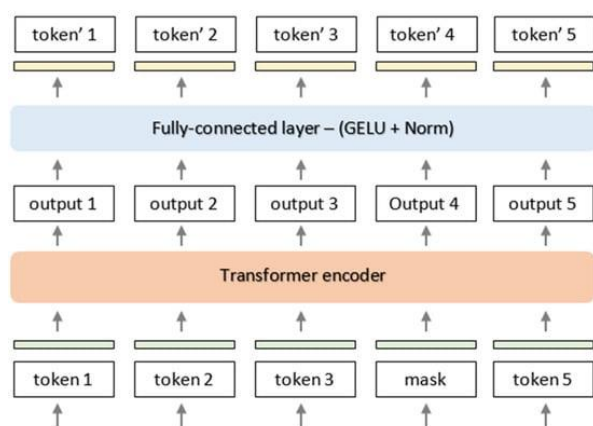 token' 1 token' 2 token' 3 token' 4 token' 5
Fully-connected layer – (GELU + Norm)
output 1 output 2 output 3 Output 4 output 5
Transformer encoder
token 1 token 2 token 3 mask token 5